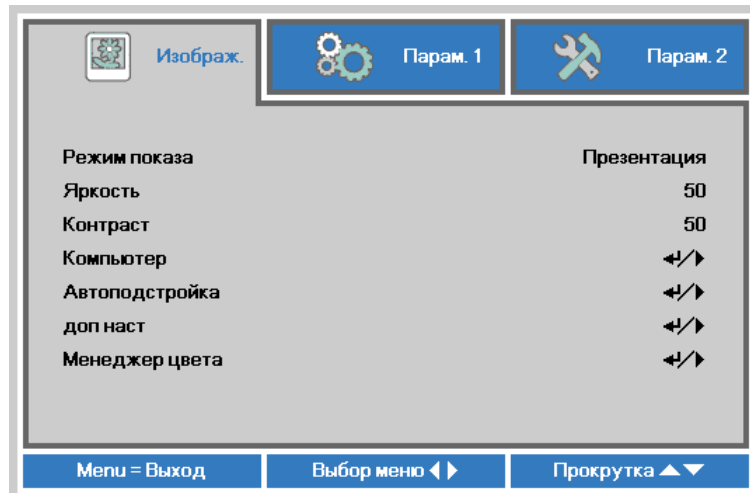 Изображ. Парам. 1 Парам. 2
Режим показа Презентация
Яркость 50
Контраст 50
Компьютер
Автоподстройка
доп наст
Менеджер цвета
Menu = Выход Выбор меню Прокрутка